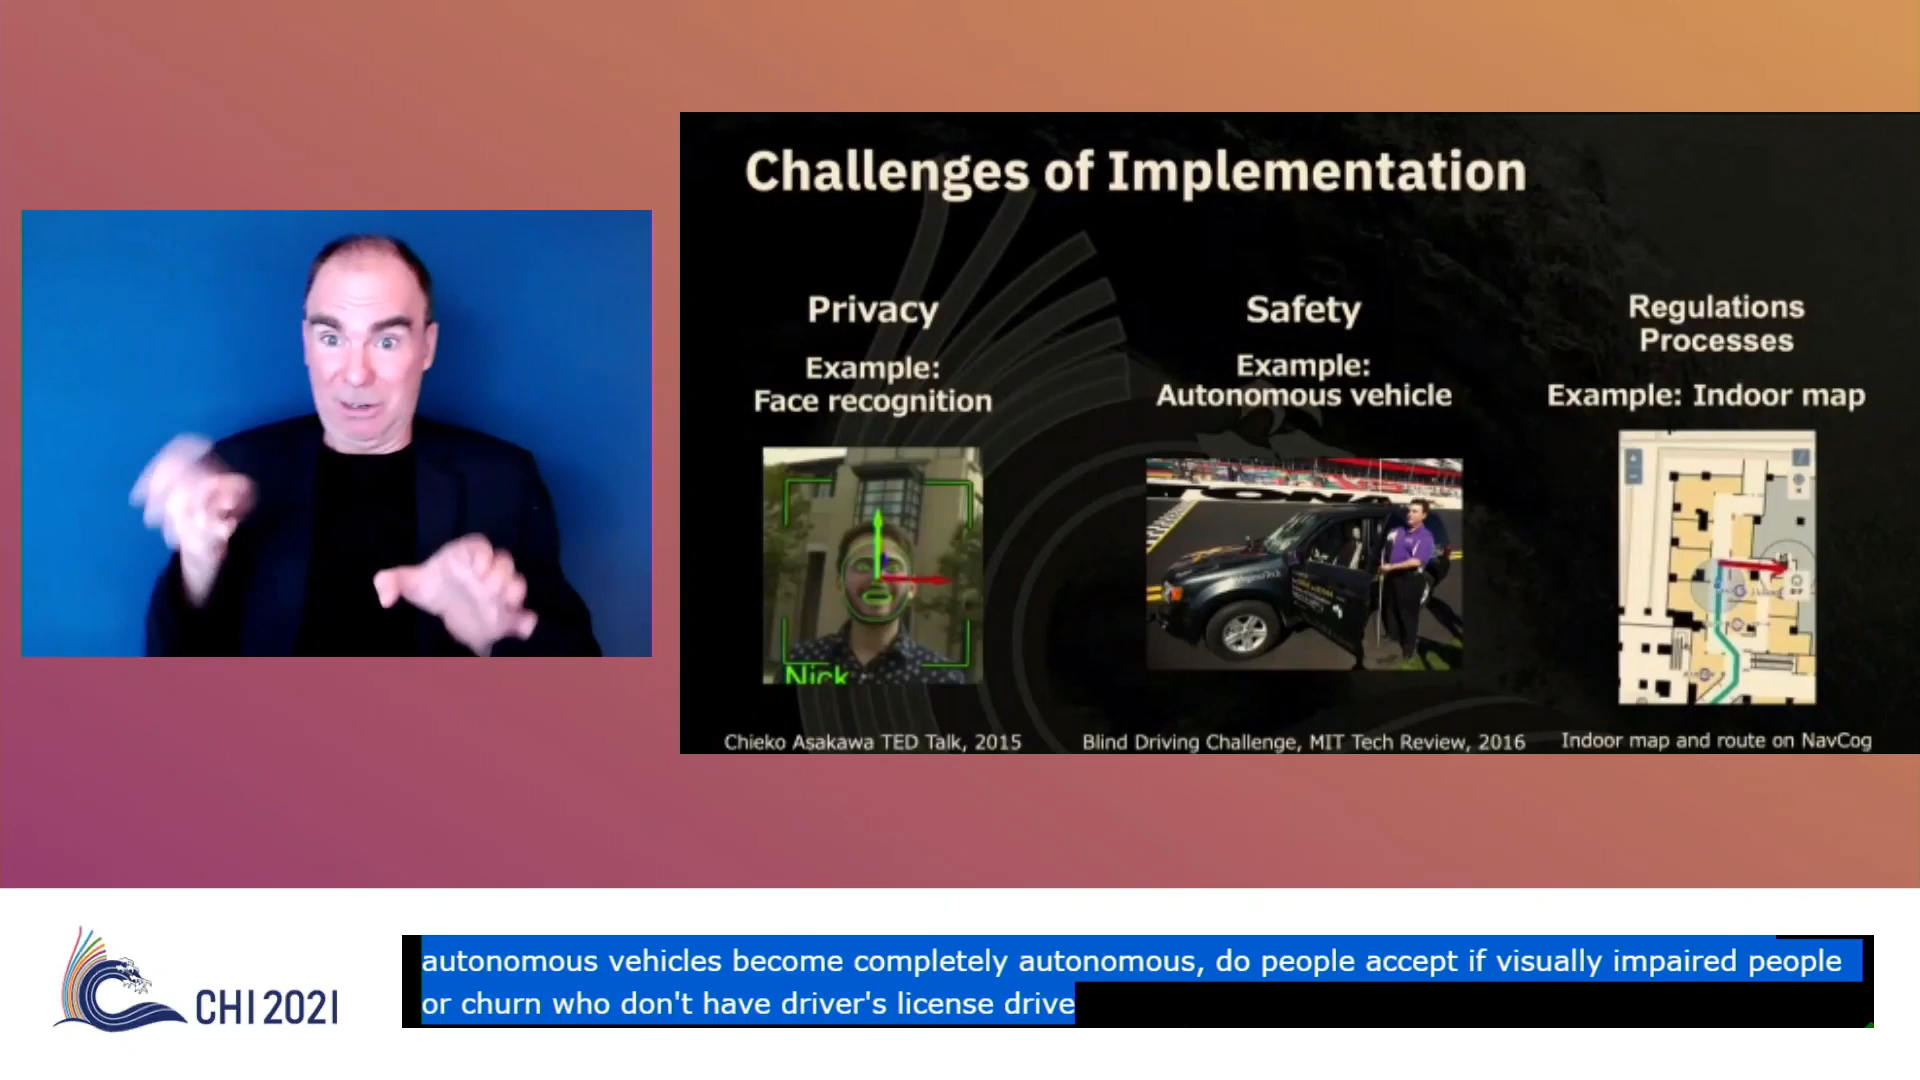 Challenges of Implementation
Privacy
Example:
Face recognition
Nick
Chieko Asakawa TED Talk, 2015
Safety
Example:
Autonomous vehicle
Blind Driving Challenge, MIT Tech Review, 2016
Regulations
Processes
Example: Indoor map
Indoor map and route on NavCog
CHI 2021
autonomous vehicles become completely autonomous, do people accept if visually impaired people
or churn who don't have driver's license drive